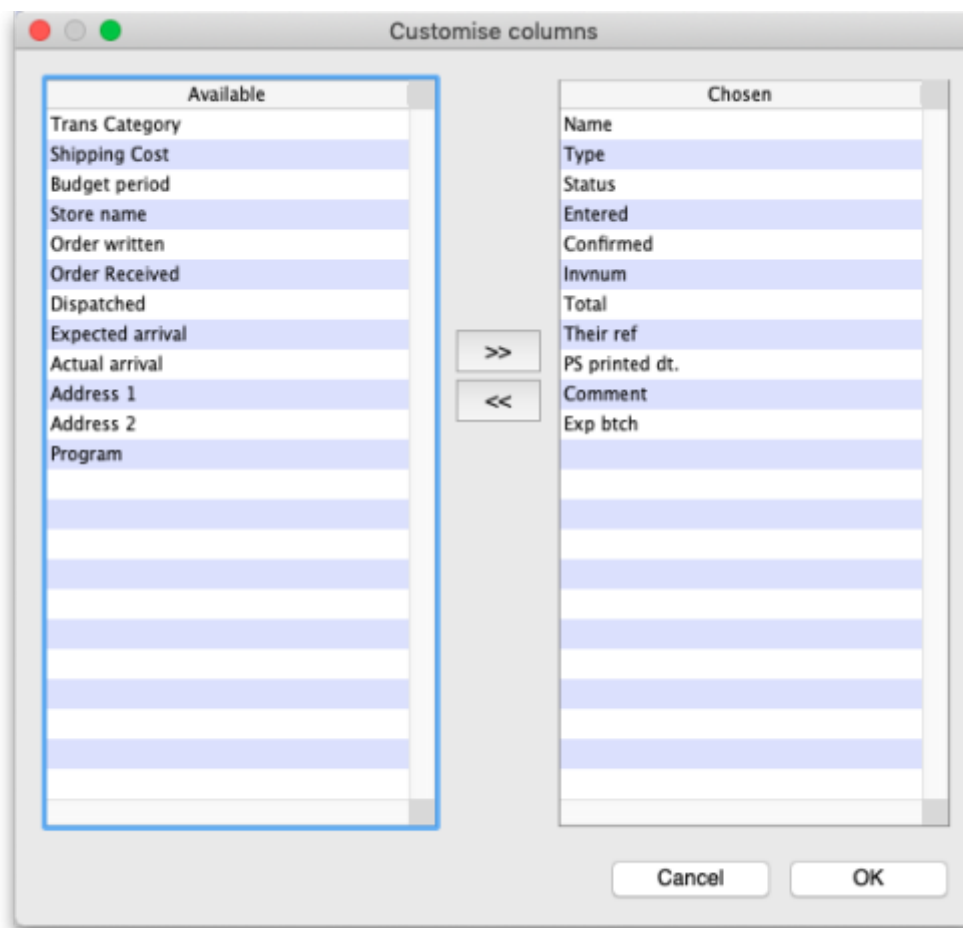 Customise columns
Available
Trans Category
Shipping Cost
Budget period
Store name
Order written
Order Received
Dispatched
Expected arrival
Actual arrival
Address 1
Address 2
Program
>>
<<
Chosen
Name
Type
Status
Entered
Confirmed
Invnum
Total
Their ref
PS printed dt.
Comment
Exp btch
Cancel
OK